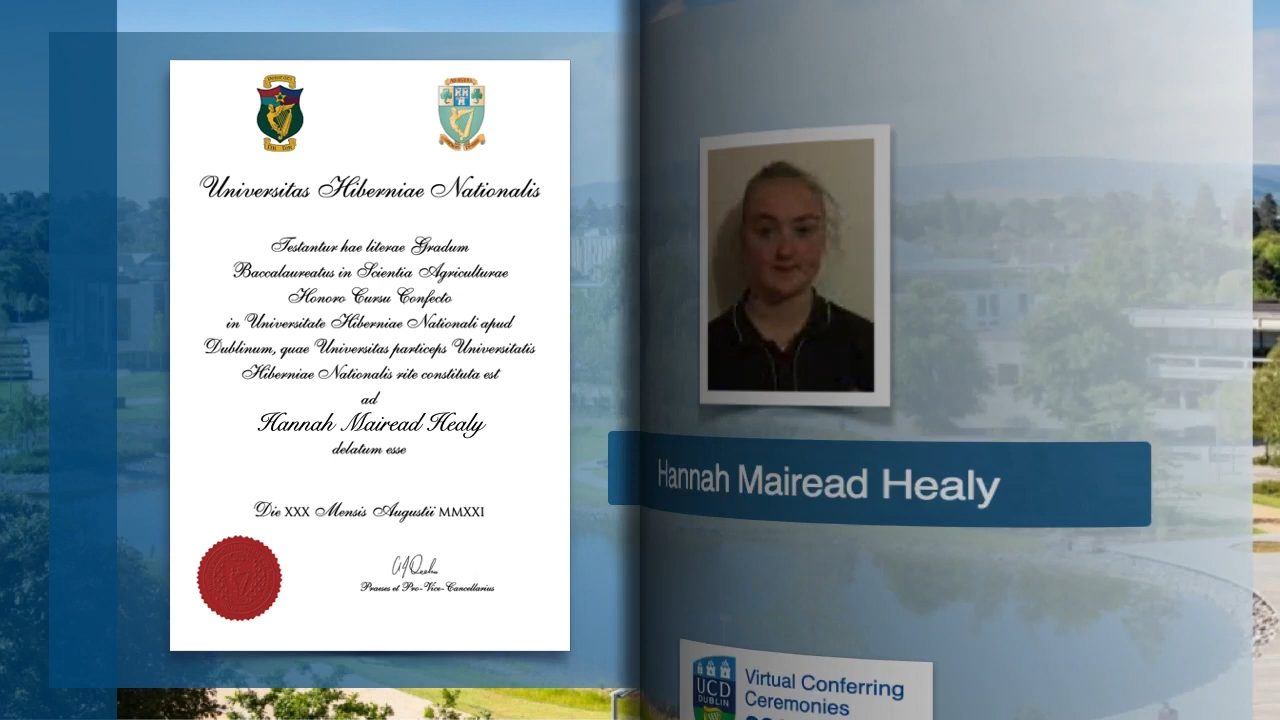 Universitas Hiberniae Nationalis
Testantur hae literae Gradum
Baccalaureatus in Scientia Agriculturae
Honoro Cursu Confecto
in Universitate Hiberniae Nationali apud
Dublinum, quae Universitas particeps Universitatis
Hiberniae Nationalis rite constituta est
ad
Hannah Mairead Healy
delatum esse
Die XXX Mensis Augustii MMXXI
Praeses et Pro-Vice-Cancellarius
Hannah Mairead Healy
UCD
DUBLIN
Virtual Conferring
Ceremonies